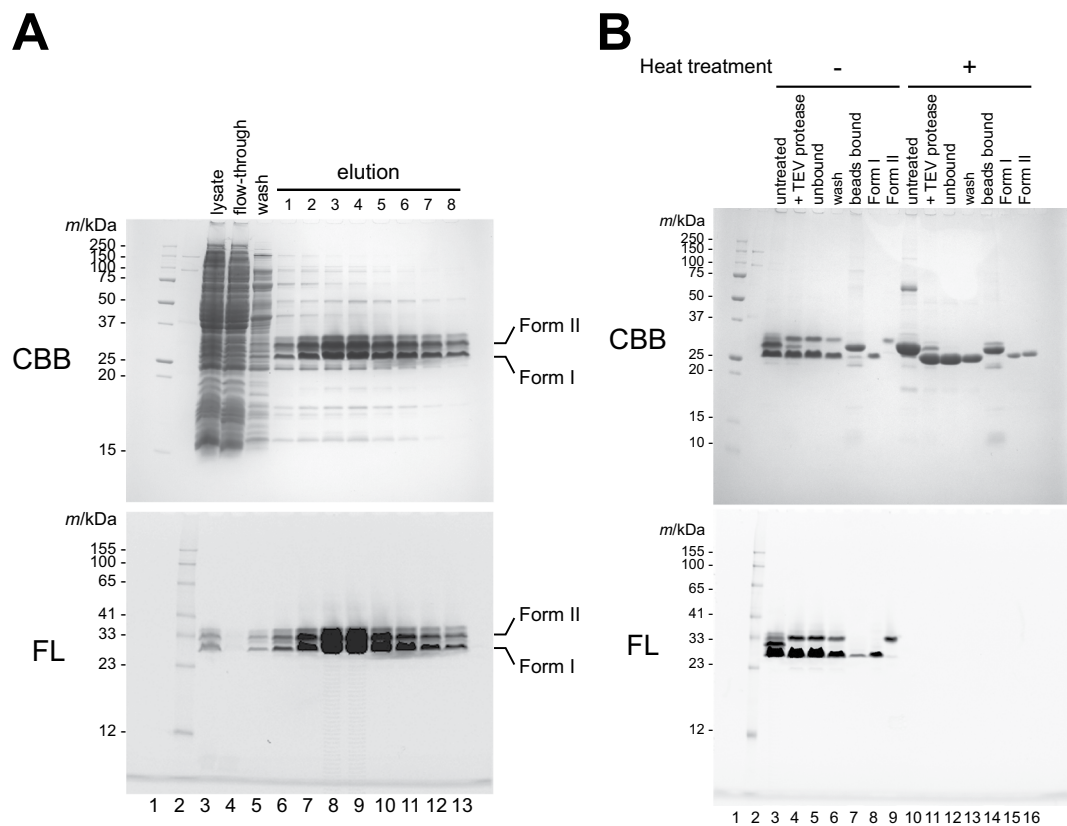 A
lysate
flow-through
wash
elution
1 2 3 4 5 6 7 8
m/kDa
250 -
150 -
100 -
75 -
50 -
37 -
25 -
20 -
15 -
CBB
Form II
Form I
m/kDa
155 -
100 -
65 -
41 -
33 -
23 -
12 -
FL
Form II
Form I
1 2 3 4 5 6 7 8 9 10 11 12 13
B
Heat treatment - +
untreated
+ TEV protease
unbound
wash
beads bound
Form I
Form II
untreated
+ TEV protease
unbound
wash
beads bound
Form I
Form II
m/kDa
250 -
150 -
100 -
75 -
50 -
37 -
25 -
20 -
15 -
10 -
CBB
m/kDa
155 -
100 -
65 -
41 -
33 -
23 -
12 -
FL
1 2 3 4 5 6 7 8 9 10 11 12 13 14 15 16